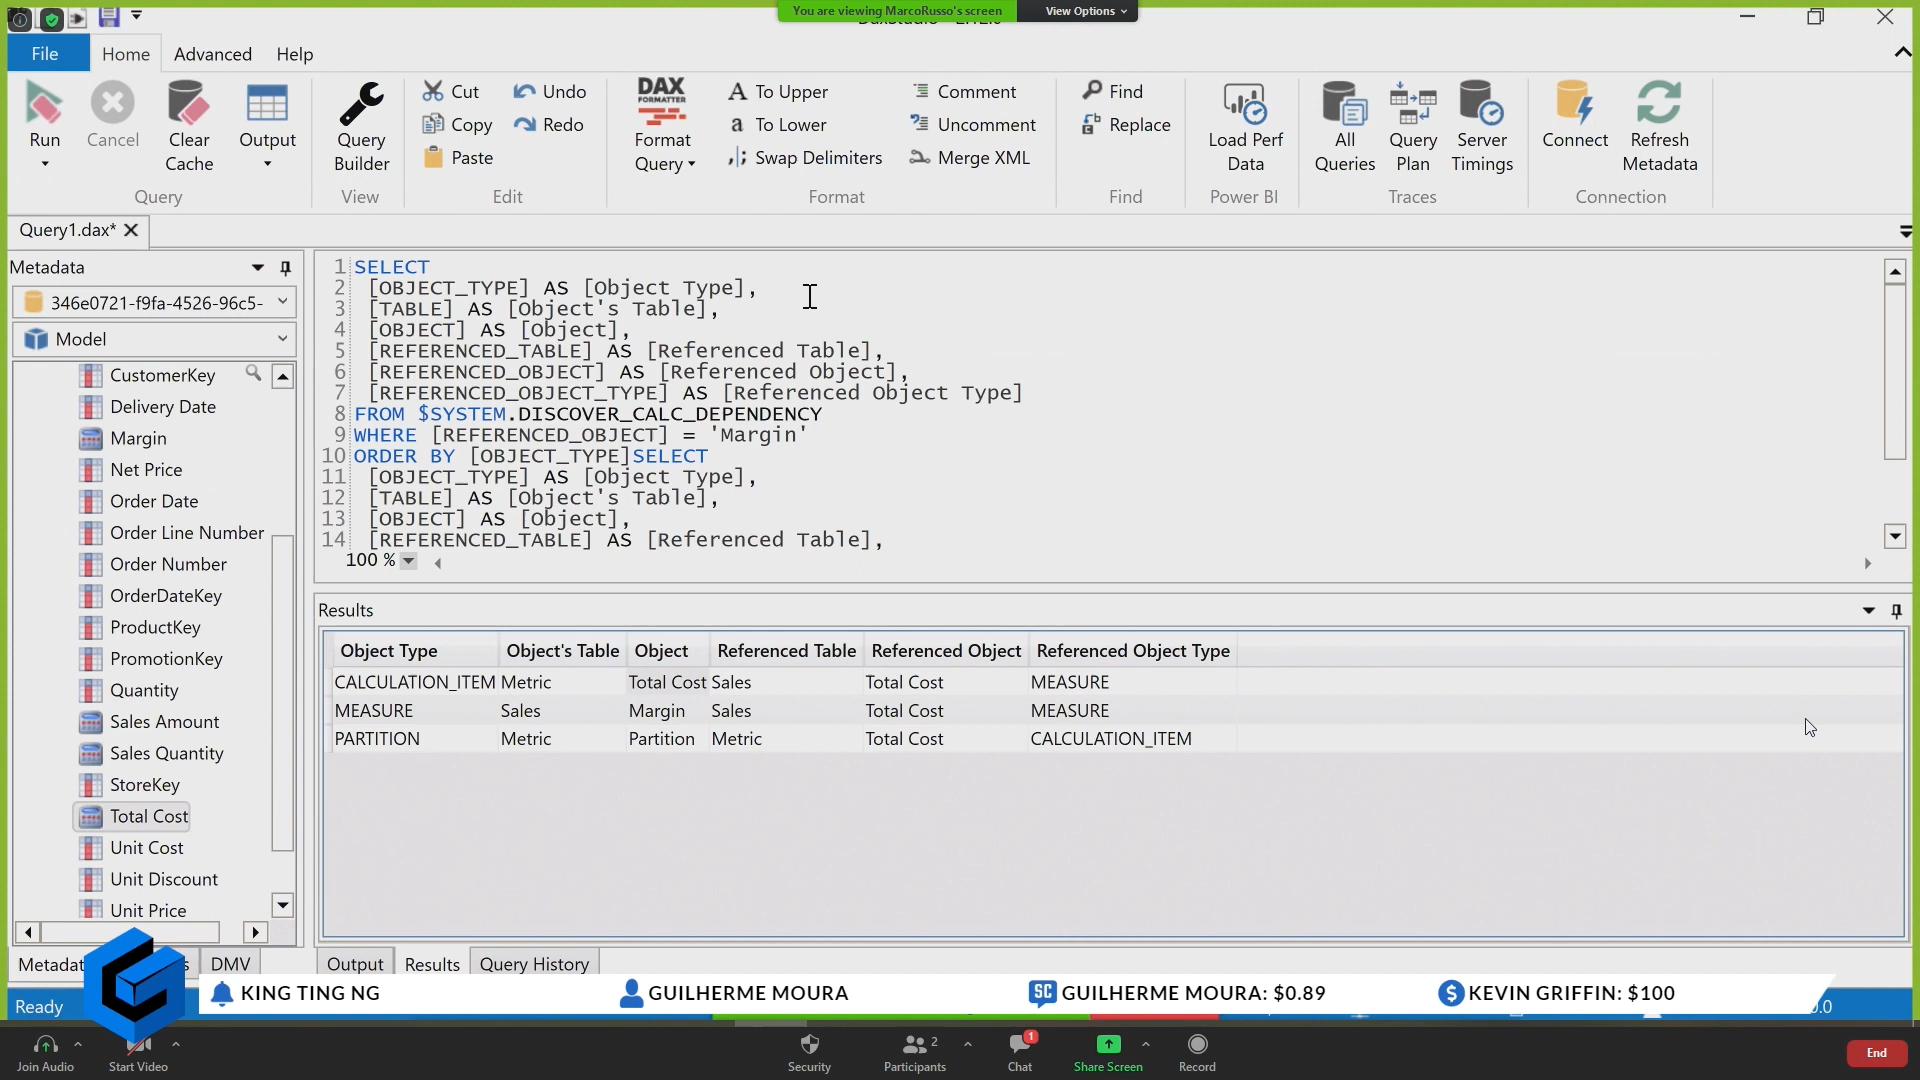 You are viewing MarcoRusso's screen
View Options
File
Home
Advanced
Help
Run
Cancel
Clear Cache
Output
Query
Query Builder
View
Cut
Copy
Paste
Undo
Redo
Edit
DAX
FORMATTER
Format Query
To Upper
To Lower
Swap Delimiters
Comment
Uncomment
Merge XML
Format
Find
Replace
Find
Load Perf Data
Power BI
All Queries
Query Plan
Server Timings
Traces
Connect
Refresh Metadata
Connection
Query1.dax*
Metadata
346e0721-f9fa-4526-96c5-
Model
CustomerKey
Delivery Date
Margin
Net Price
Order Date
Order Line Number
Order Number
OrderDateKey
ProductKey
PromotionKey
Quantity
Sales Amount
Sales Quantity
StoreKey
Total Cost
Unit Cost
Unit Discount
Unit Price
1 SELECT
2 [OBJECT_TYPE] AS [Object Type],
3 [TABLE] AS [Object's Table],
4 [OBJECT] AS [Object],
5 [REFERENCED_TABLE] AS [Referenced Table],
6 [REFERENCED_OBJECT] AS [Referenced Object],
7 [REFERENCED_OBJECT_TYPE] AS [Referenced Object Type]
8 FROM $SYSTEM.DISCOVER_CALC_DEPENDENCY
9 WHERE [REFERENCED_OBJECT] = 'Margin'
10 ORDER BY [OBJECT_TYPE]SELECT
11 [OBJECT_TYPE] AS [Object Type],
12 [TABLE] AS [Object's Table],
13 [OBJECT] AS [Object],
14 [REFERENCED_TABLE] AS [Referenced Table],
100 %
Results
Object Type Object's Table Object Referenced Table Referenced Object Referenced Object Type
CALCULATION_ITEM Metric Total Cost Sales Total Cost MEASURE
MEASURE Sales Margin Sales Total Cost MEASURE
PARTITION Metric Partition Metric Total Cost CALCULATION_ITEM
DMV
Output
Results
Query History
Ready
KING TING NG
GUILHERME MOURA
SC GUILHERME MOURA: $0.89
$ KEVIN GRIFFIN: $100
Join Audio
Start Video
Security
Participants 2
Chat 1
Share Screen
Record
End